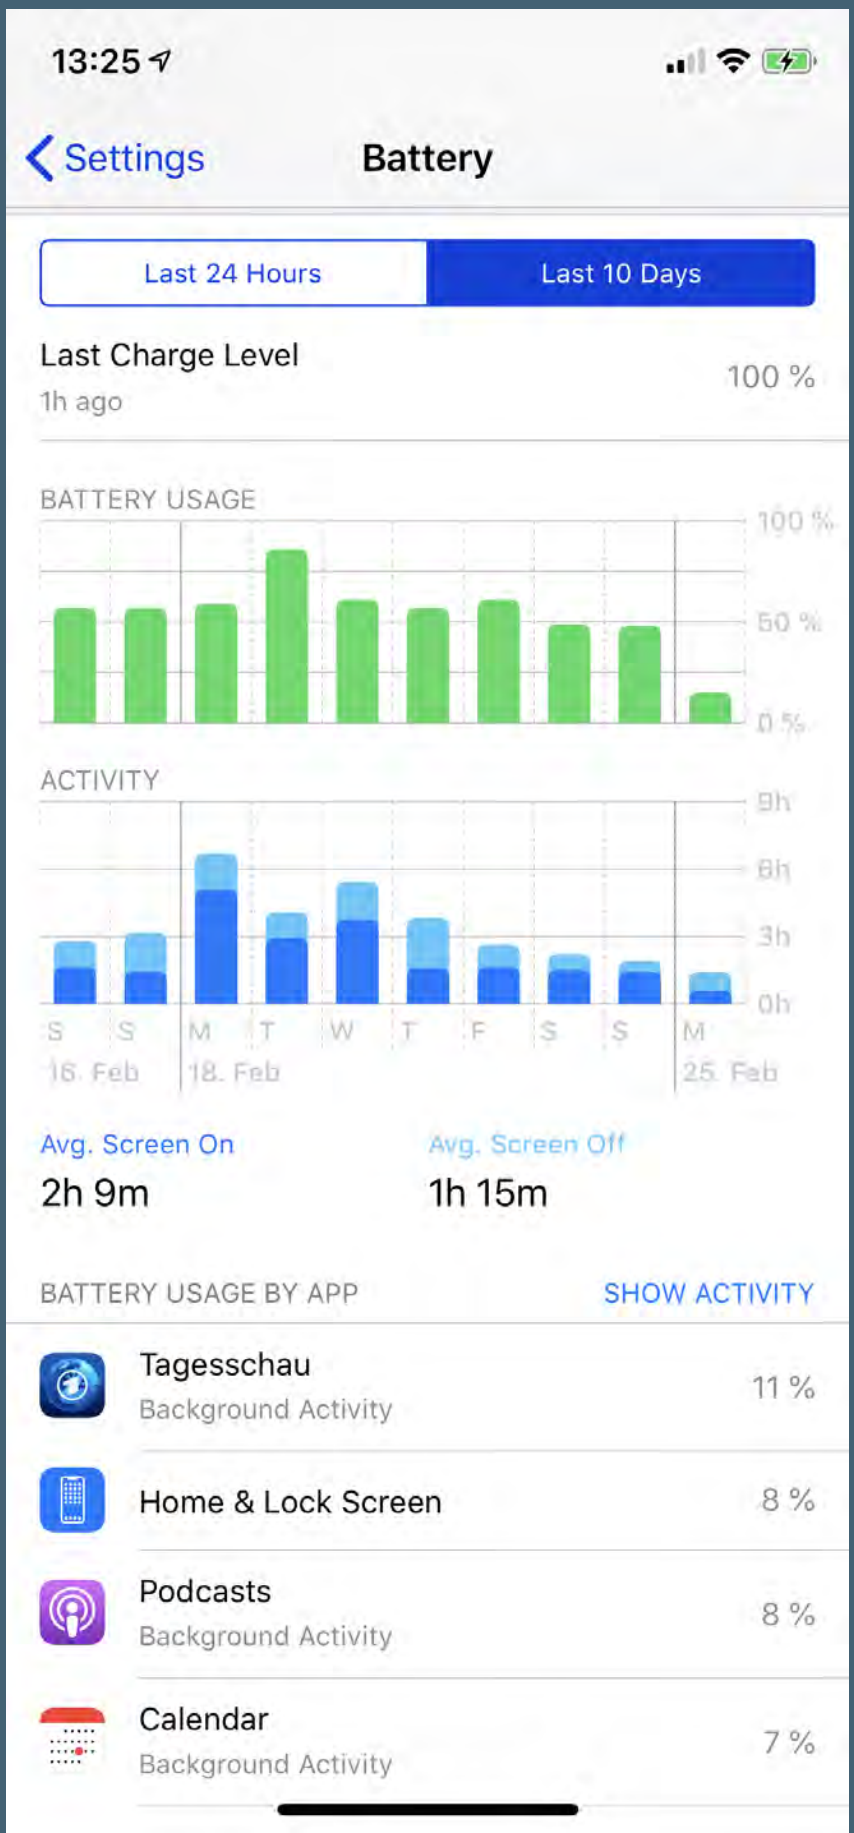 13:25
Settings
Battery
Last 24 Hours
Last 10 Days
Last Charge Level
1h ago
100 %
BATTERY USAGE
100 %
50 %
0 %
ACTIVITY
9h
6h
3h
0h
S S M T W T F S S M
16. Feb 18. Feb 25. Feb
Avg. Screen On
2h 9m
Avg. Screen Off
1h 15m
BATTERY USAGE BY APP
SHOW ACTIVITY
Tagesschau
Background Activity
11 %
Home & Lock Screen
8 %
Podcasts
Background Activity
8 %
Calendar
Background Activity
7 %